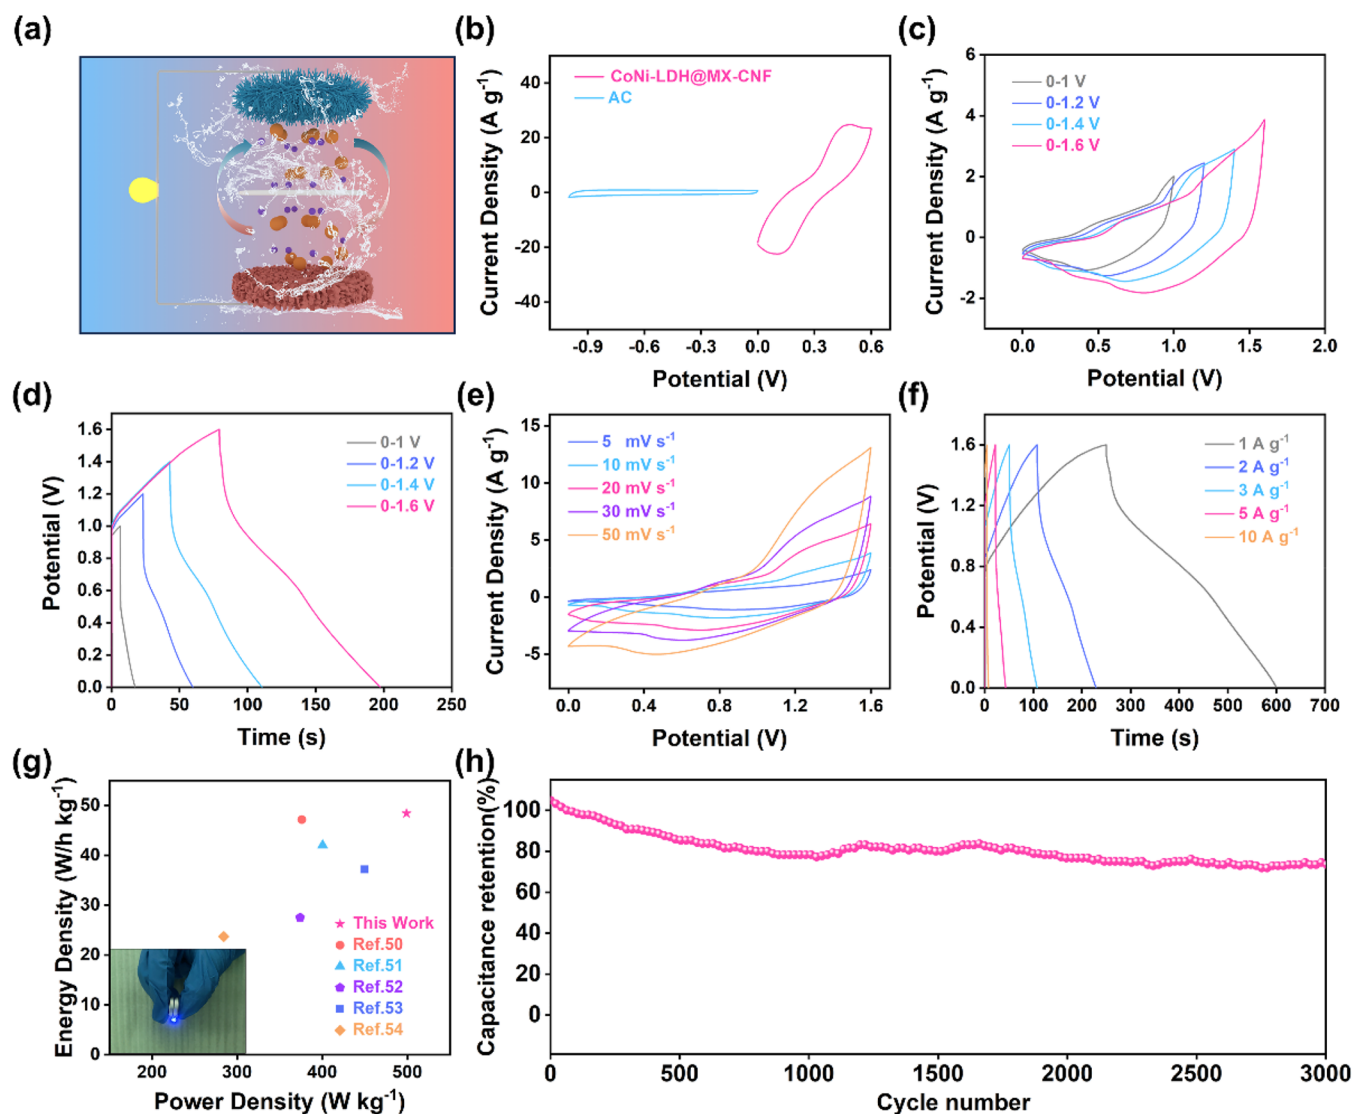 (a)
(b)
40
20
0
-20
-40
Current Density (A g⁻¹)
CoNi-LDH@MX-CNF
AC
-0.9
-0.6
-0.3
0.0
0.3
0.6
Potential (V)
(c)
6
4
2
0
-2
Current Density (A g⁻¹)
0-1 V
0-1.2 V
0-1.4 V
0-1.6 V
0.0
0.5
1.0
1.5
2.0
Potential (V)
(d)
1.6
1.4
1.2
1.0
0.8
0.6
0.4
0.2
0.0
Potential (V)
0-1 V
0-1.2 V
0-1.4 V
0-1.6 V
0
50
100
150
200
250
Time (s)
(e)
15
10
5
0
-5
Current Density (A g⁻¹)
5 mV s⁻¹
10 mV s⁻¹
20 mV s⁻¹
30 mV s⁻¹
50 mV s⁻¹
0.0
0.4
0.8
1.2
1.6
Potential (V)
(f)
1.6
1.2
0.8
0.4
0.0
Potential (V)
1 A g⁻¹
2 A g⁻¹
3 A g⁻¹
5 A g⁻¹
10 A g⁻¹
0
100
200
300
400
500
600
700
Time (s)
(g)
50
40
30
20
10
0
Energy Density (W/h kg⁻¹)
This Work
Ref.50
Ref.51
Ref.52
Ref.53
Ref.54
200
300
400
500
Power Density (W kg⁻¹)
(h)
100
80
60
40
20
0
Capacitance retention(%)
0
500
1000
1500
2000
2500
3000
Cycle number